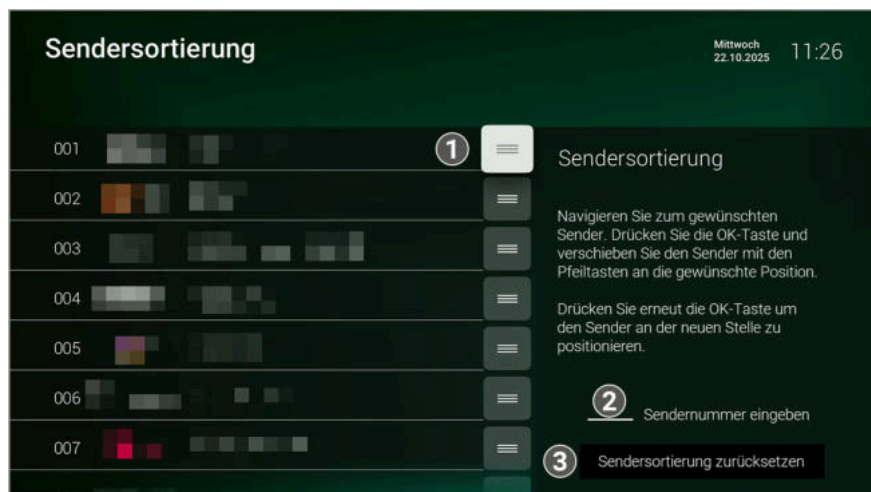 Sendersortierung
Mittwoch
22.10.2025
11:26
001
1
002
003
004
005
006
007
Sendersortierung
Navigieren Sie zum gewünschten
Sender. Drücken Sie die OK-Taste und
verschieben Sie den Sender mit den
Pfeiltasten an die gewünschte Position.
Drücken Sie erneut die OK-Taste um
den Sender an der neuen Stelle zu
positionieren.
2
Sendernummer eingeben
3
Sendersortierung zurücksetzen